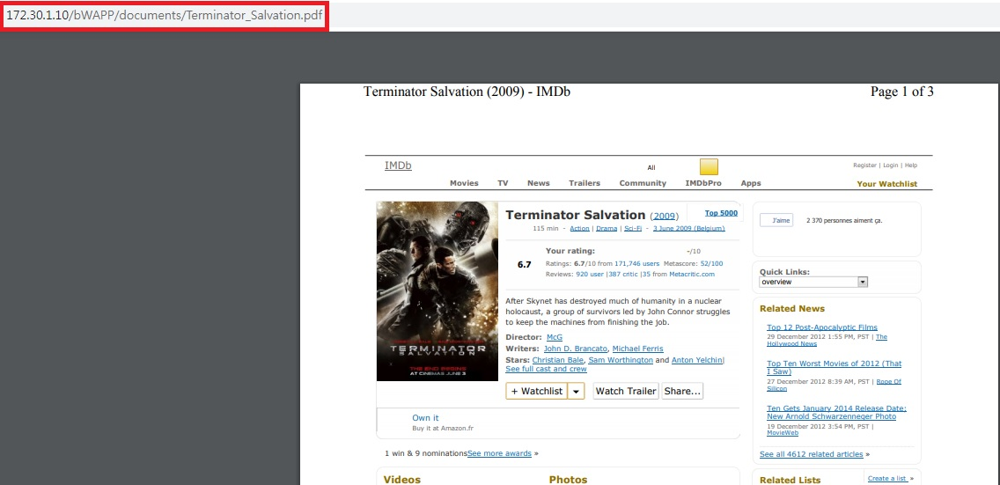 172.30.1.10/bWAPP/documents/Terminator_Salvation.pdf
Terminator Salvation (2009) - IMDb Page 1 of 3
IMDb All Register | Login | Help
Movies TV News Trailers Community IMDbPro Apps Your Watchlist
Terminator Salvation (2009) Top 5000
115 min - Action | Drama | Sci-Fi - 3 June 2009 (Belgium)
Your rating: -/10
6.7
Ratings: 6.7/10 from 171,746 users Metascore: 52/100
Reviews: 920 user |387 critic |35 from Metacritic.com
After Skynet has destroyed much of humanity in a nuclear
holocaust, a group of survivors led by John Connor struggles
to keep the machines from finishing the job.
Director: McG
Writers: John D. Brancato, Michael Ferris
Stars: Christian Bale, Sam Worthington and Anton Yelchin|
See full cast and crew
+ Watchlist Watch Trailer Share...
TERMINATOR
SALVATION
THE END BEGINS
AT CINEMAS JUNE 3
Own it
Buy it at Amazon.fr
1 win & 9 nominationsSee more awards »
Videos Photos
J'aime 2 370 personnes aiment ça.
Quick Links:
overview
Related News
Top 12 Post-Apocalyptic Films
29 December 2012 1:55 PM, PST | The
Hollywood News
Top Ten Worst Movies of 2012 (That
I Saw)
27 December 2012 8:39 AM, PST | Rope Of
Silicon
Ten Gets January 2014 Release Date;
New Arnold Schwarzenneger Photo
19 December 2012 3:54 PM, PST |
MovieWeb
See all 4612 related articles »
Related Lists Create a list »